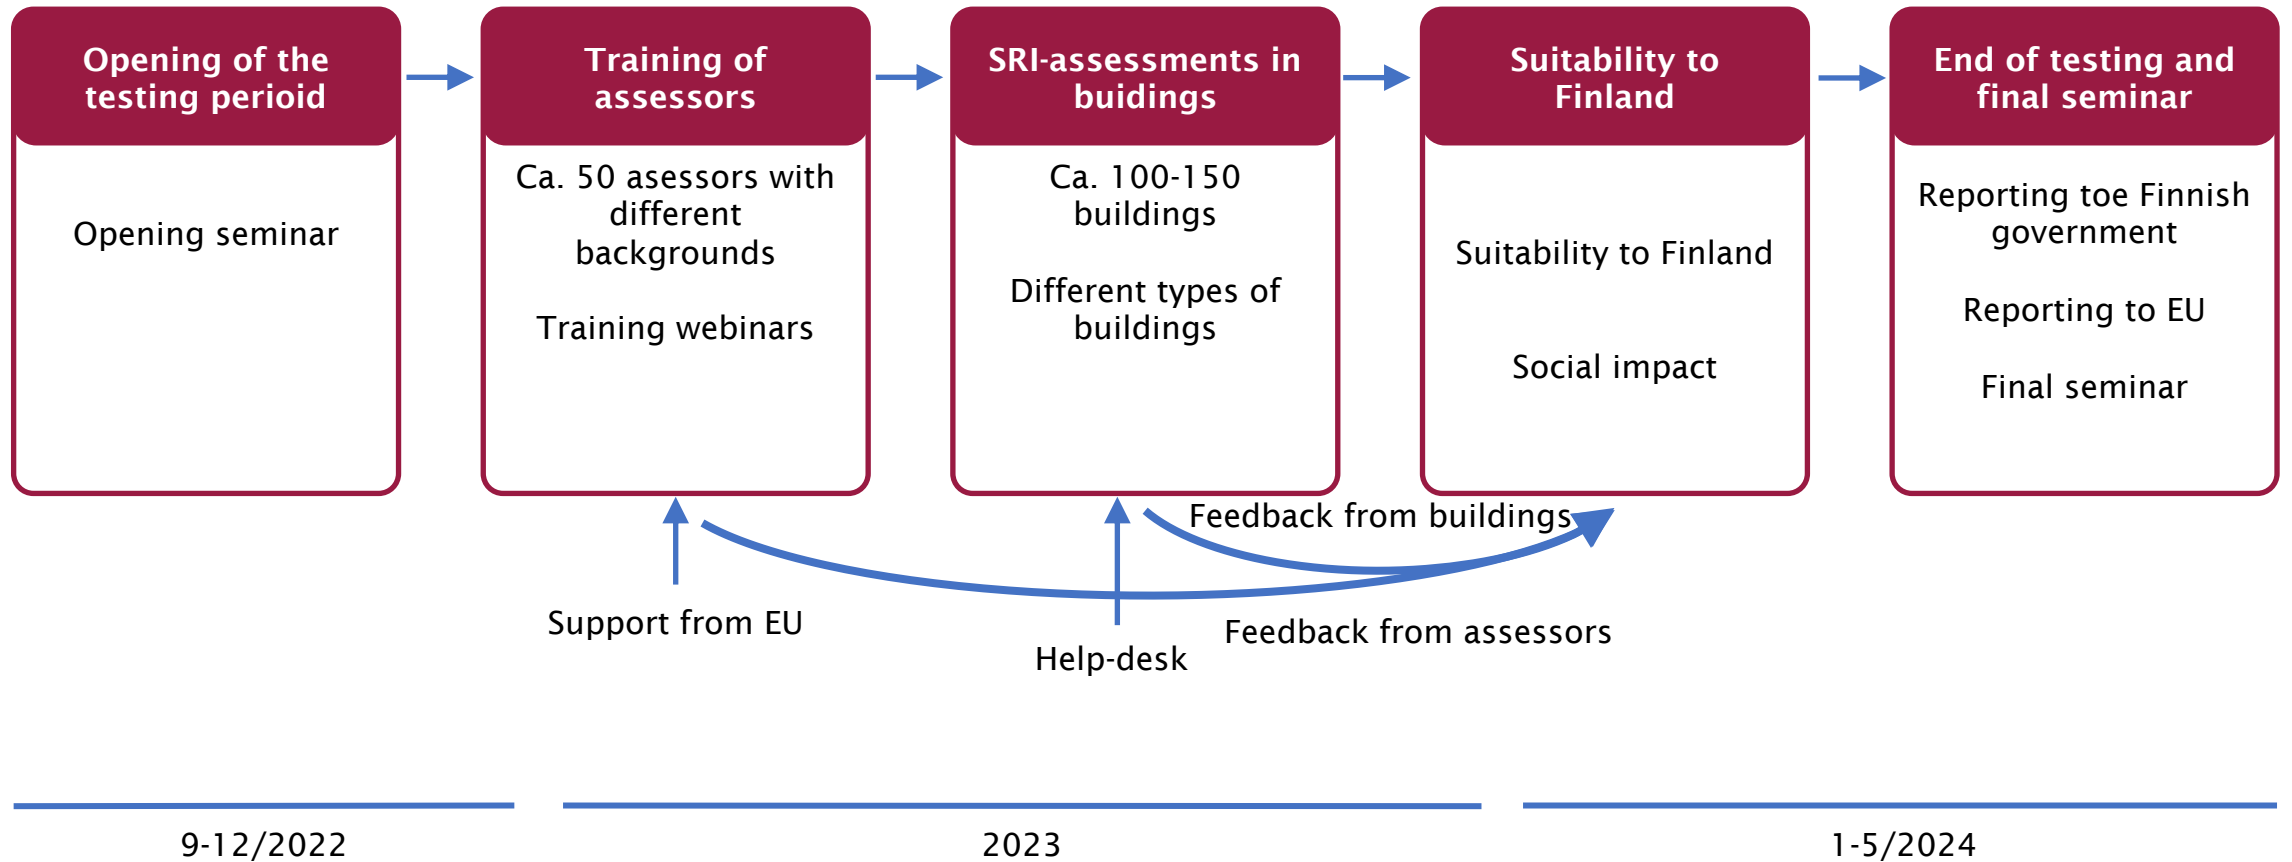 Opening of the
testing perioid
Opening seminar
Training of
assessors
Ca. 50 asessors with
different
backgrounds
Training webinars
SRI-assessments in
buidings
Ca. 100-150
buildings
Different types of
buildings
Suitability to
Finland
Suitability to Finland
Social impact
End of testing and
final seminar
Reporting toe Finnish
government
Reporting to EU
Final seminar
Feedback from buildings
Support from EU
Feedback from assessors
Help-desk
9-12/2022
2023
1-5/2024